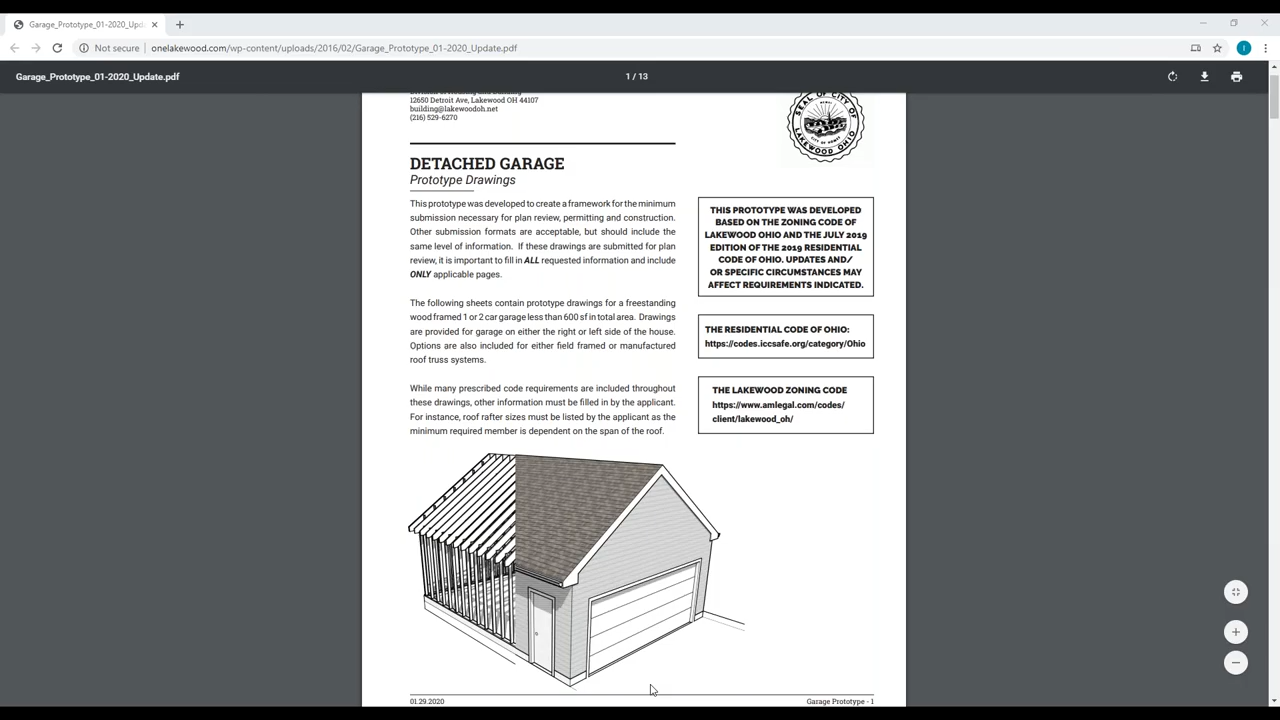 Garage_Prototype_01-2020_Upd
Not secure onelakewood.com/wp-content/uploads/2016/02/Garage_Prototype_01-2020_Update.pdf
I
Garage_Prototype_01-2020_Update.pdf
1 / 13
12650 Detroit Ave, Lakewood OH 44107
building@lakewoodoh.net
(216) 529-6270
SEAL OF CITY OF
LAKEWOOD OHIO
CITY OF HOMES
DETACHED GARAGE
Prototype Drawings
This prototype was developed to create a framework for the minimum
submission necessary for plan review, permitting and construction.
Other submission formats are acceptable, but should include the
same level of information. If these drawings are submitted for plan
review, it is important to fill in ALL requested information and include
ONLY applicable pages.
The following sheets contain prototype drawings for a freestanding
wood framed 1 or 2 car garage less than 600 sf in total area. Drawings
are provided for garage on either the right or left side of the house.
Options are also included for either field framed or manufactured
roof truss systems.
While many prescribed code requirements are included throughout
these drawings, other information must be filled in by the applicant.
For instance, roof rafter sizes must be listed by the applicant as the
minimum required member is dependent on the span of the roof.
THIS PROTOTYPE WAS DEVELOPED
BASED ON THE ZONING CODE OF
LAKEWOOD OHIO AND THE JULY 2019
EDITION OF THE 2019 RESIDENTIAL
CODE OF OHIO. UPDATES AND/
OR SPECIFIC CIRCUMSTANCES MAY
AFFECT REQUIREMENTS INDICATED.
THE RESIDENTIAL CODE OF OHIO:
https://codes.iccsafe.org/category/Ohio
THE LAKEWOOD ZONING CODE
https://www.amlegal.com/codes/
client/lakewood_oh/
01.29.2020
Garage Prototype - 1